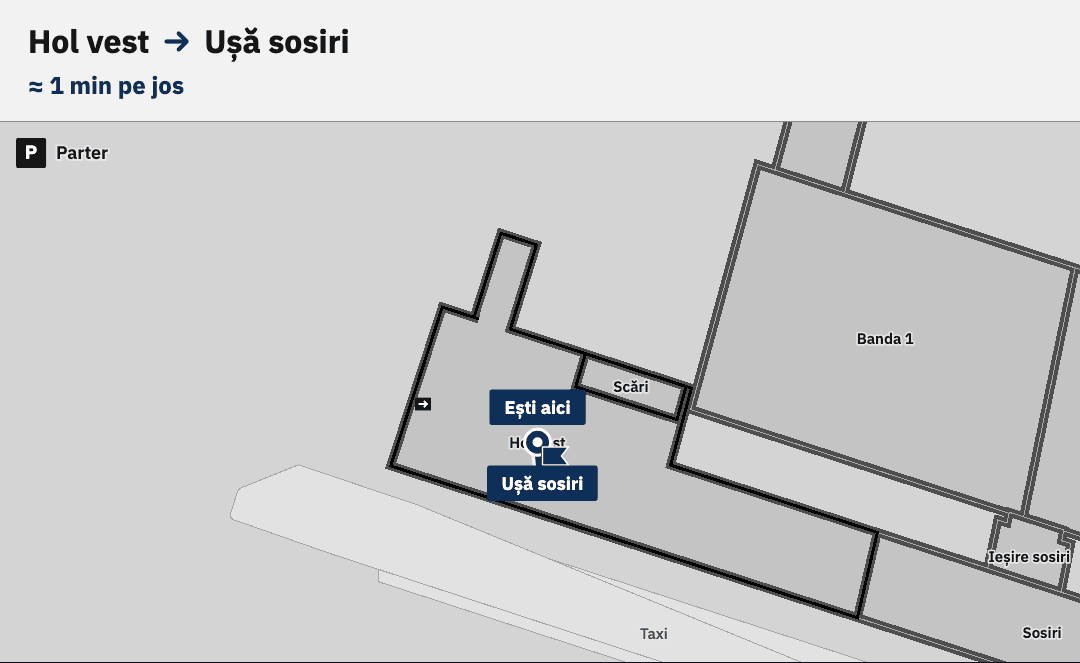 Hol vest → Ușă sosiri
≈ 1 min pe jos
P Parter
Banda 1
Scări
Ești aici
Ușă sosiri
Ieșire sosiri
Taxi
Sosiri